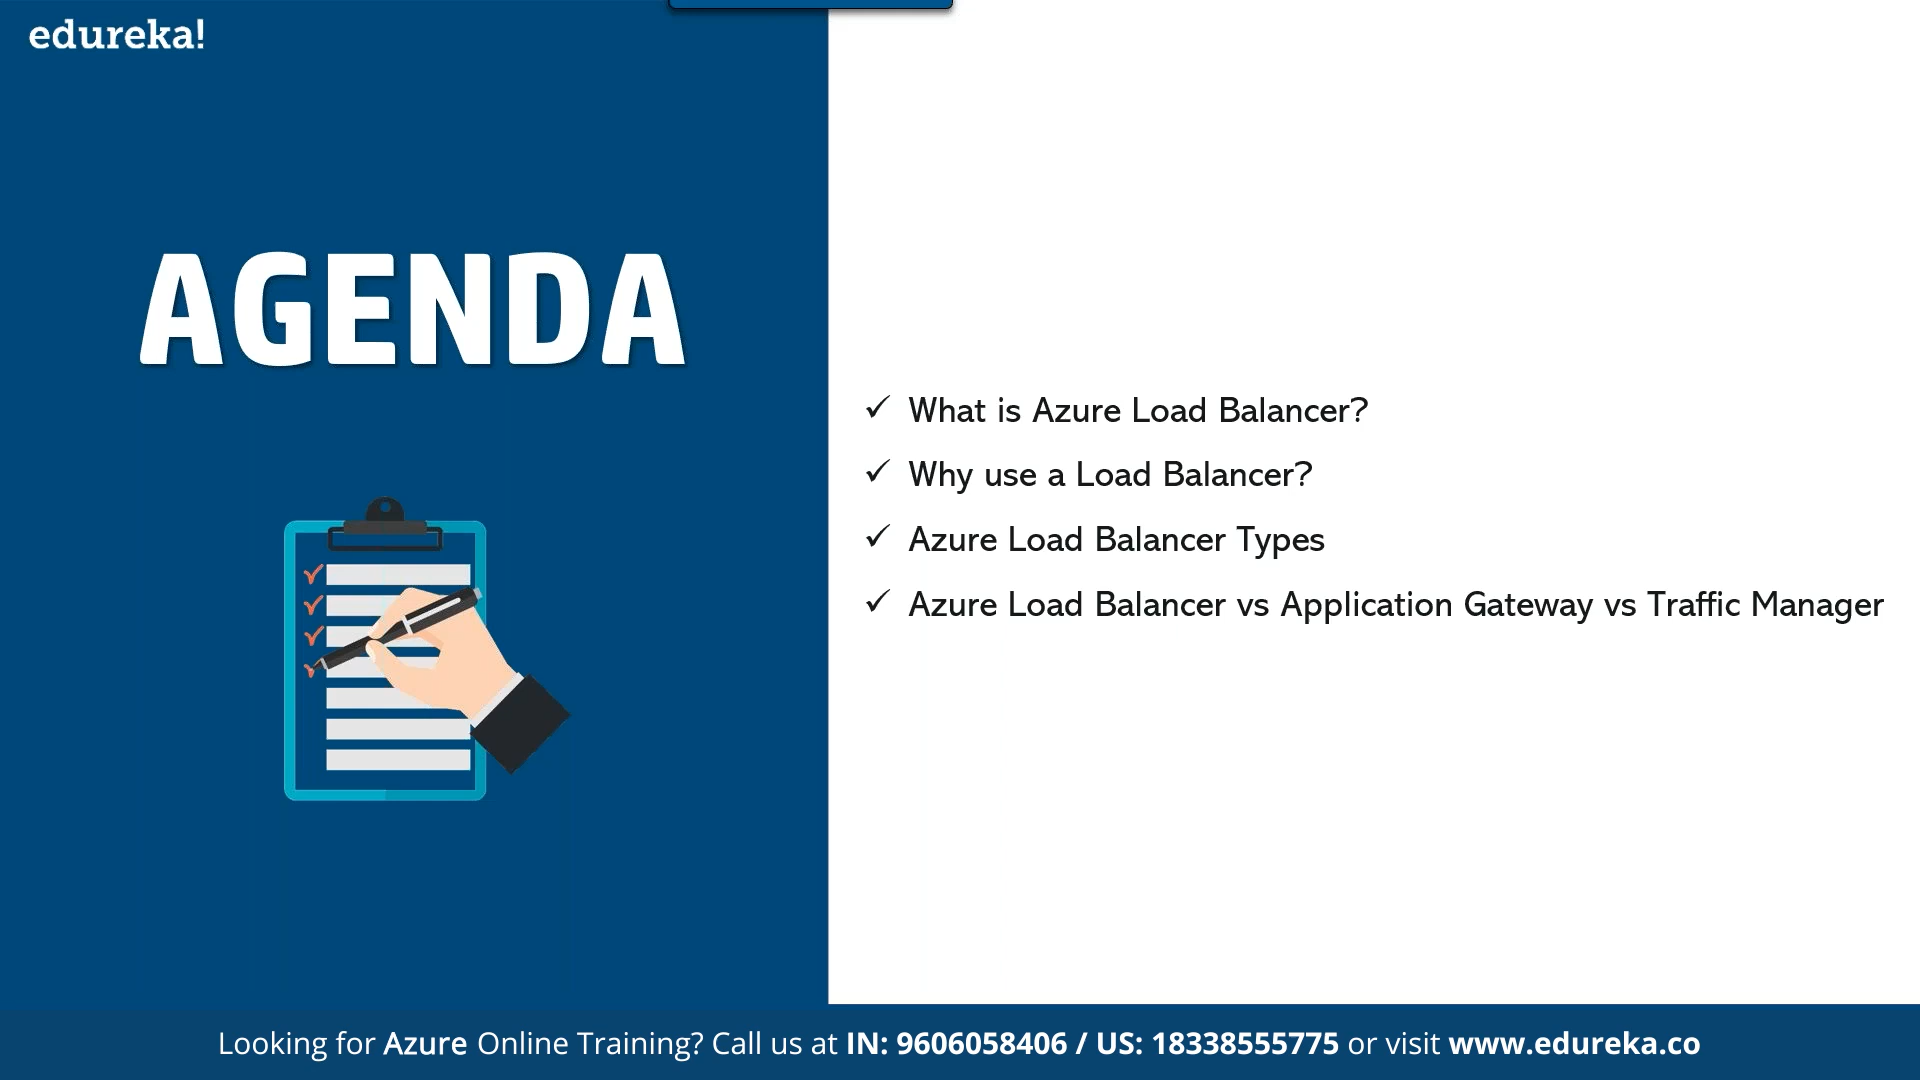 edureka!
AGENDA
✓ What is Azure Load Balancer?
✓ Why use a Load Balancer?
✓ Azure Load Balancer Types
✓ Azure Load Balancer vs Application Gateway vs Traffic Manager
Looking for Azure Online Training? Call us at IN: 9606058406 / US: 18338555775 or visit www.edureka.co